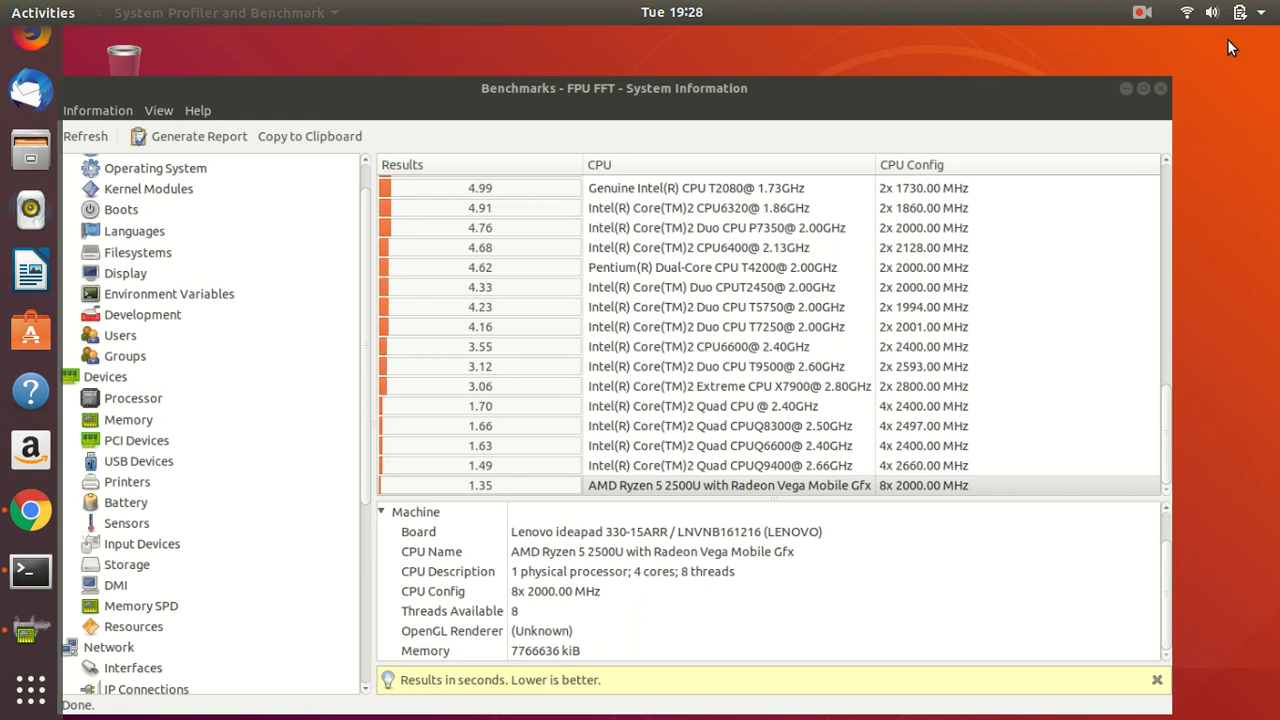 Activities System Profiler and Benchmark Tue 19:28
Benchmarks - FPU FFT - System Information
Information View Help
Refresh Generate Report Copy to Clipboard
Operating System
Kernel Modules
Boots
Languages
Filesystems
Display
Environment Variables
Development
Users
Groups
Devices
Processor
Memory
PCI Devices
USB Devices
Printers
Battery
Sensors
Input Devices
Storage
DMI
Memory SPD
Resources
Network
Interfaces
IP Connections
Results CPU CPU Config
4.99 Genuine Intel(R) CPU T2080@ 1.73GHz 2x 1730.00 MHz
4.91 Intel(R) Core(TM)2 CPU6320@ 1.86GHz 2x 1860.00 MHz
4.76 Intel(R) Core(TM)2 Duo CPU P7350@ 2.00GHz 2x 2000.00 MHz
4.68 Intel(R) Core(TM)2 CPU6400@ 2.13GHz 2x 2128.00 MHz
4.62 Pentium(R) Dual-Core CPU T4200@ 2.00GHz 2x 2000.00 MHz
4.33 Intel(R) Core(TM) Duo CPUT2450@ 2.00GHz 2x 2000.00 MHz
4.23 Intel(R) Core(TM)2 Duo CPU T5750@ 2.00GHz 2x 1994.00 MHz
4.16 Intel(R) Core(TM)2 Duo CPU T7250@ 2.00GHz 2x 2001.00 MHz
3.55 Intel(R) Core(TM)2 CPU6600@ 2.40GHz 2x 2400.00 MHz
3.12 Intel(R) Core(TM)2 Duo CPU T9500@ 2.60GHz 2x 2593.00 MHz
3.06 Intel(R) Core(TM)2 Extreme CPU X7900@ 2.80GHz 2x 2800.00 MHz
1.70 Intel(R) Core(TM)2 Quad CPU @ 2.40GHz 4x 2400.00 MHz
1.66 Intel(R) Core(TM)2 Quad CPUQ8300@ 2.50GHz 4x 2497.00 MHz
1.63 Intel(R) Core(TM)2 Quad CPUQ6600@ 2.40GHz 4x 2400.00 MHz
1.49 Intel(R) Core(TM)2 Quad CPUQ9400@ 2.66GHz 4x 2660.00 MHz
1.35 AMD Ryzen 5 2500U with Radeon Vega Mobile Gfx 8x 2000.00 MHz
Machine
Board Lenovo ideapad 330-15ARR / LNVNB161216 (LENOVO)
CPU Name AMD Ryzen 5 2500U with Radeon Vega Mobile Gfx
CPU Description 1 physical processor; 4 cores; 8 threads
CPU Config 8x 2000.00 MHz
Threads Available 8
OpenGL Renderer (Unknown)
Memory 7766636 kiB
Results in seconds. Lower is better.
Done.